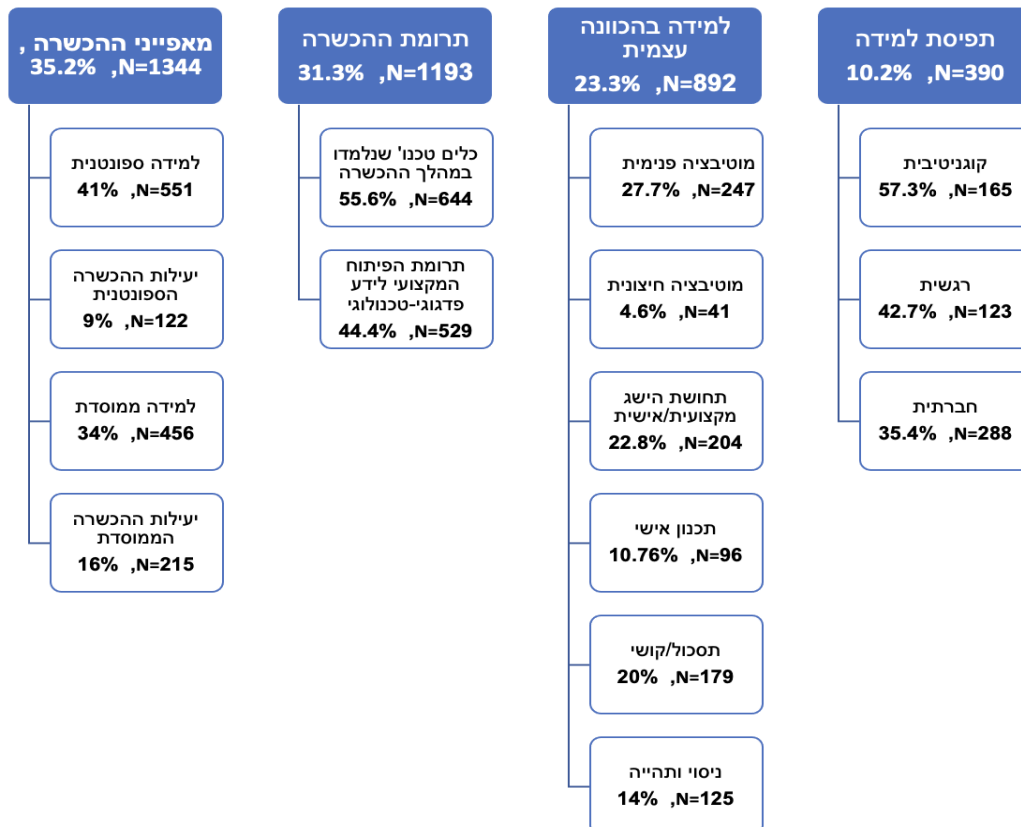 תפיסת למידה
10.2% ,N=390
קוגניטיבית
57.3% ,N=165
רגשית
42.7% ,N=123
חברתית
35.4% ,N=288
למידה בהכוונה
עצמית
23.3% ,N=892
מוטיבציה פנימית
27.7% ,N=247
מוטיבציה חיצונית
4.6% ,N=41
תחושת הישג
מקצועית/אישית
22.8% ,N=204
תכנון אישי
10.76% ,N=96
תסכול/קושי
20% ,N=179
ניסוי ותהייה
14% ,N=125
תרומת ההכשרה
31.3% ,N=1193
כלים טכנו' שנלמדו
במהלך ההכשרה
55.6% ,N=644
תרומת הפיתוח
המקצועי לידע
פדגוגי-טכנולוגי
44.4% ,N=529
מאפייני ההכשרה ,
35.2% ,N=1344
למידה ספונטנית
41% ,N=551
יעילות ההכשרה
הספונטנית
9% ,N=122
למידה ממוסדת
34% ,N=456
יעילות ההכשרה
הממוסדת
16% ,N=215